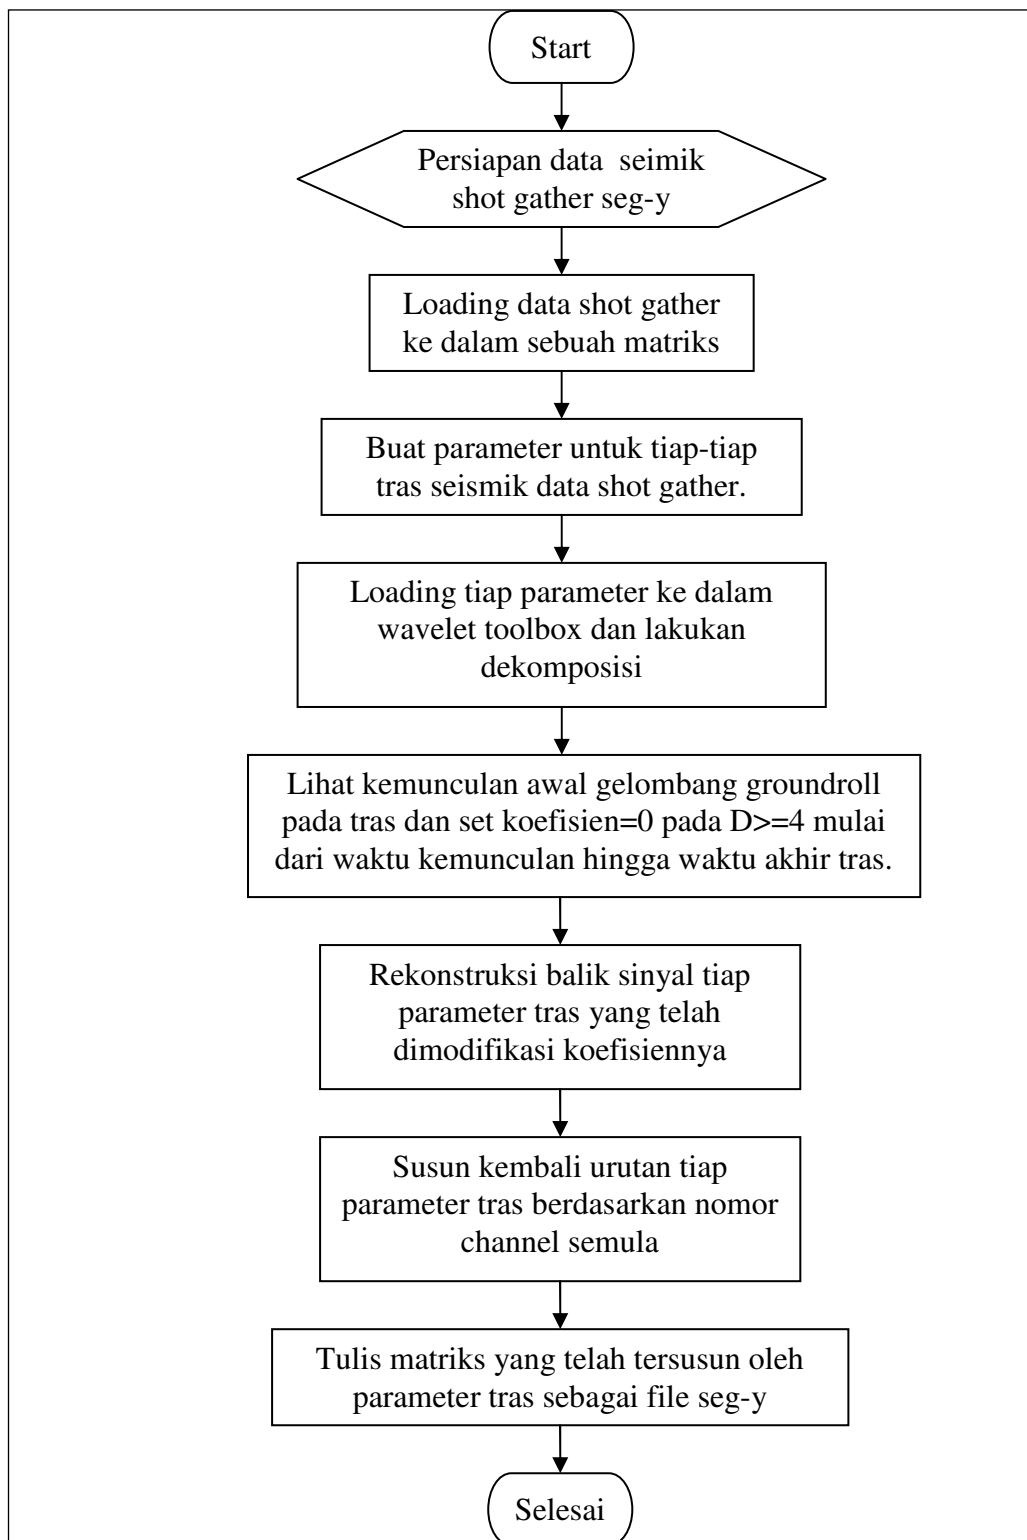 Start
Persiapan data  seimik
shot gather seg-y
Loading data shot gather
ke dalam sebuah matriks
Buat parameter untuk tiap-tiap
tras seismik data shot gather.
Loading tiap parameter ke dalam
wavelet toolbox dan lakukan
dekomposisi
Lihat kemunculan awal gelombang groundroll
pada tras dan set koefisien=0 pada D>=4 mulai
dari waktu kemunculan hingga waktu akhir tras.
Rekonstruksi balik sinyal tiap
parameter tras yang telah
dimodifikasi koefisiennya
Susun kembali urutan tiap
parameter tras berdasarkan nomor
channel semula
Tulis matriks yang telah tersusun oleh
parameter tras sebagai file seg-y
Selesai